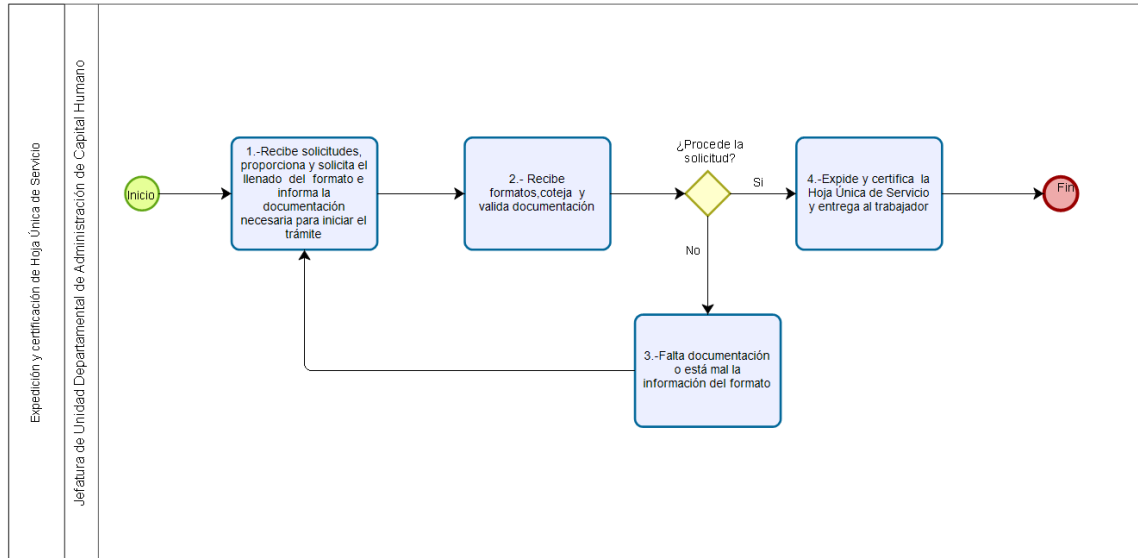 Expedición y certificación de Hoja Única de Servicio
Jefatura de Unidad Departamental de Administración de Capital Humano
Inicio
1.-Recibe solicitudes,
proporciona y solicita el
llenado del formato e
informa la
documentación
necesaria para iniciar el
trámite
2.- Recibe
formatos,coteja y
valida documentación
¿Procede la
solicitud?
Si
No
3.-Falta documentación
o está mal la
información del formato
4.-Expide y certifica la
Hoja Única de Servicio
y entrega al trabajador
Fin